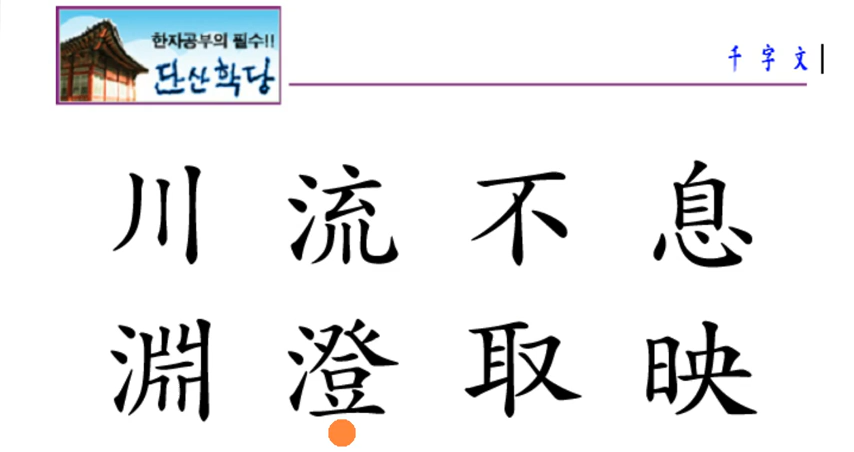 한자공부의 필수!!
단산학당
千字文
川流不息
淵澄取映